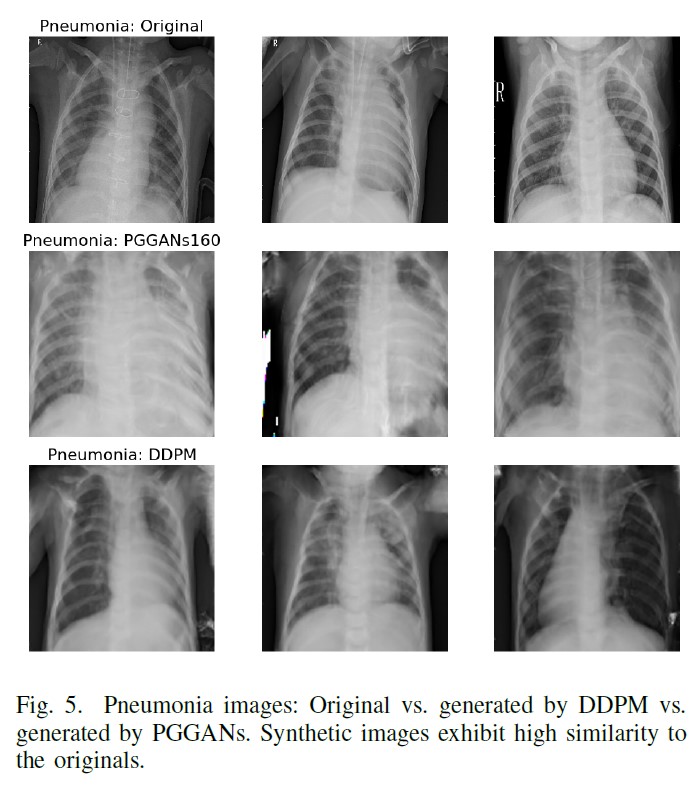 Pneumonia: Original
R
R
Pneumonia: PGGANs160
Pneumonia: DDPM
Fig. 5. Pneumonia images: Original vs. generated by DDPM vs.
generated by PGGANs. Synthetic images exhibit high similarity to
the originals.